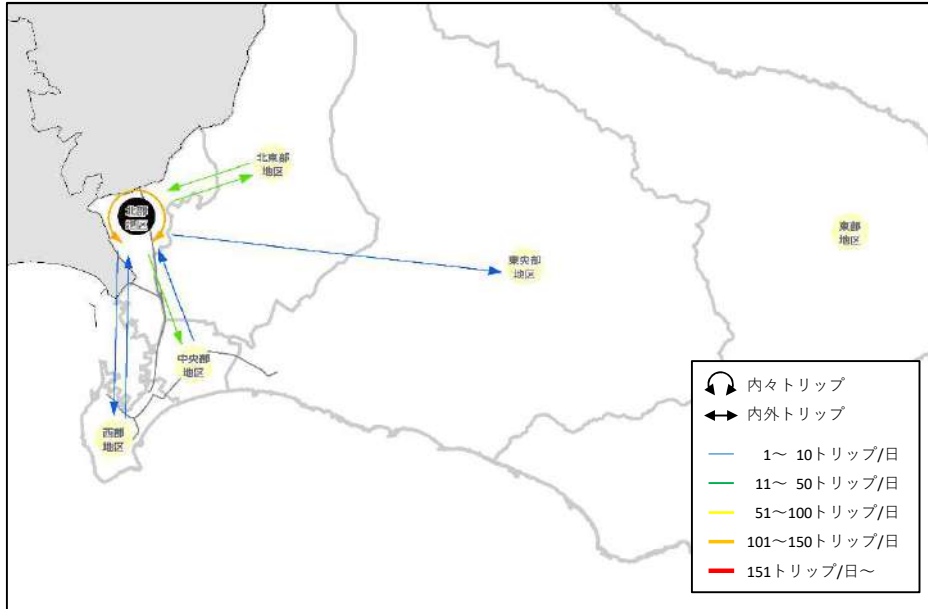 北東部
地区
北部
地区
東部
地区
東央部
地区
中央部
地区
西部
地区
内々トリップ
内外トリップ
1～ 10トリップ/日
11～ 50トリップ/日
51～100トリップ/日
101～150トリップ/日
151トリップ/日～